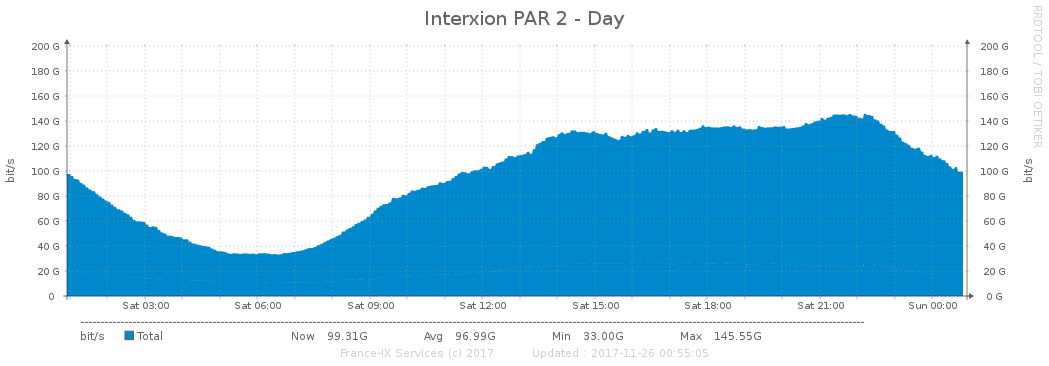 Interxion PAR 2 - Day
RRDTOOL / TOBI OETIKER
bit/s
200 G
180 G
160 G
140 G
120 G
100 G
80 G
60 G
40 G
20 G
0
200 G
180 G
160 G
140 G
120 G
100 G
80 G
60 G
40 G
20 G
0 G
bit/s
Sat 03:00 Sat 06:00 Sat 09:00 Sat 12:00 Sat 15:00 Sat 18:00 Sat 21:00 Sun 00:00
bit/s Total Now 99.31G Avg 96.99G Min 33.00G Max 145.55G
France-IX Services (c) 2017 Updated : 2017-11-26 00:55:05